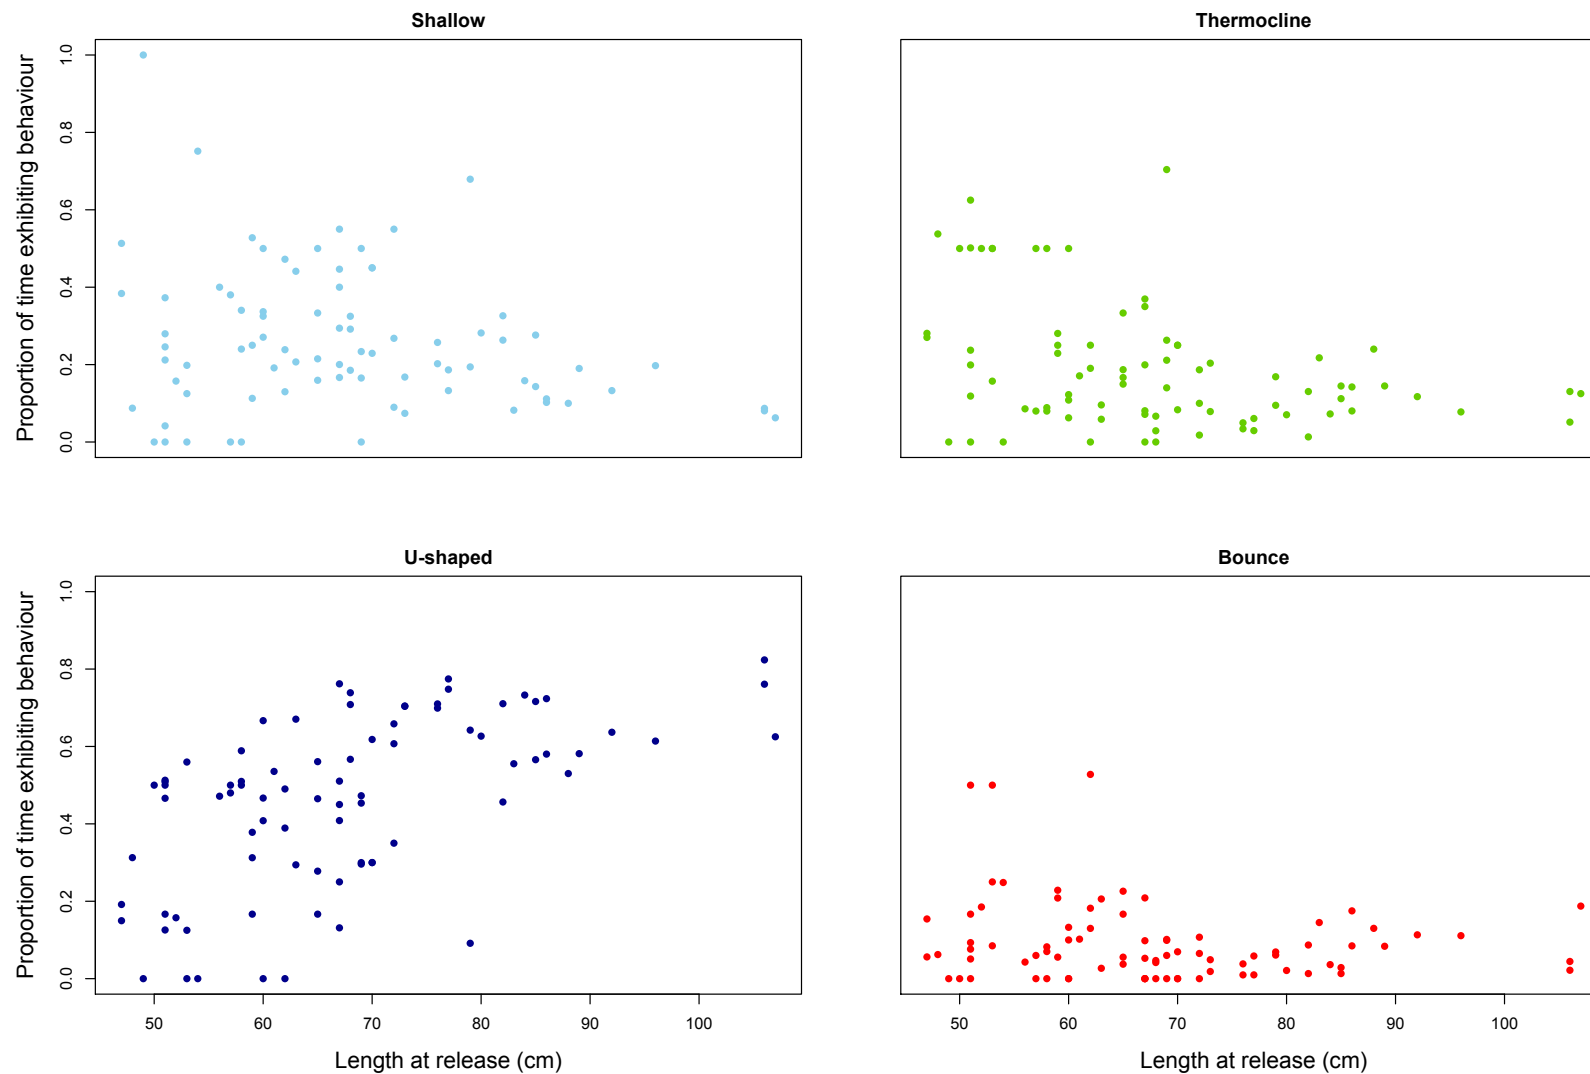 Shallow
Thermocline
Proportion of time exhibiting behaviour
1.0
0.8
0.6
0.4
0.2
0.0
U-shaped
Bounce
Proportion of time exhibiting behaviour
1.0
0.8
0.6
0.4
0.2
0.0
50 60 70 80 90 100
50 60 70 80 90 100
Length at release (cm)
Length at release (cm)